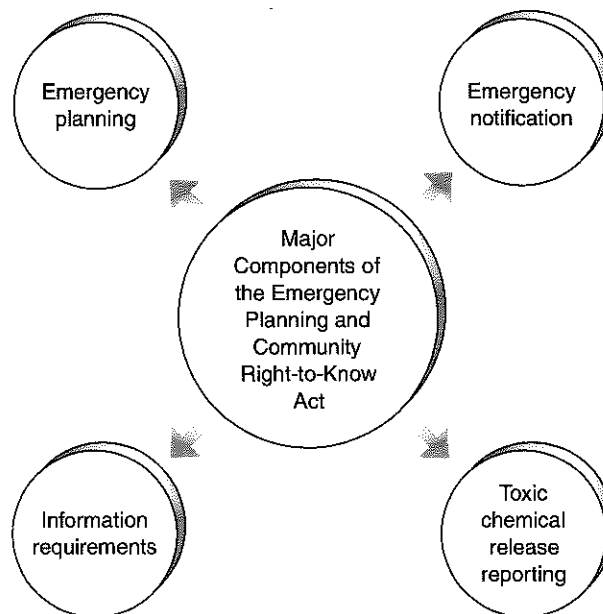 Emergency
planning
Emergency
notification
Major
Components of
the Emergency
Planning and
Community
Right-to-Know
Act
Information
requirements
Toxic
chemical
release
reporting